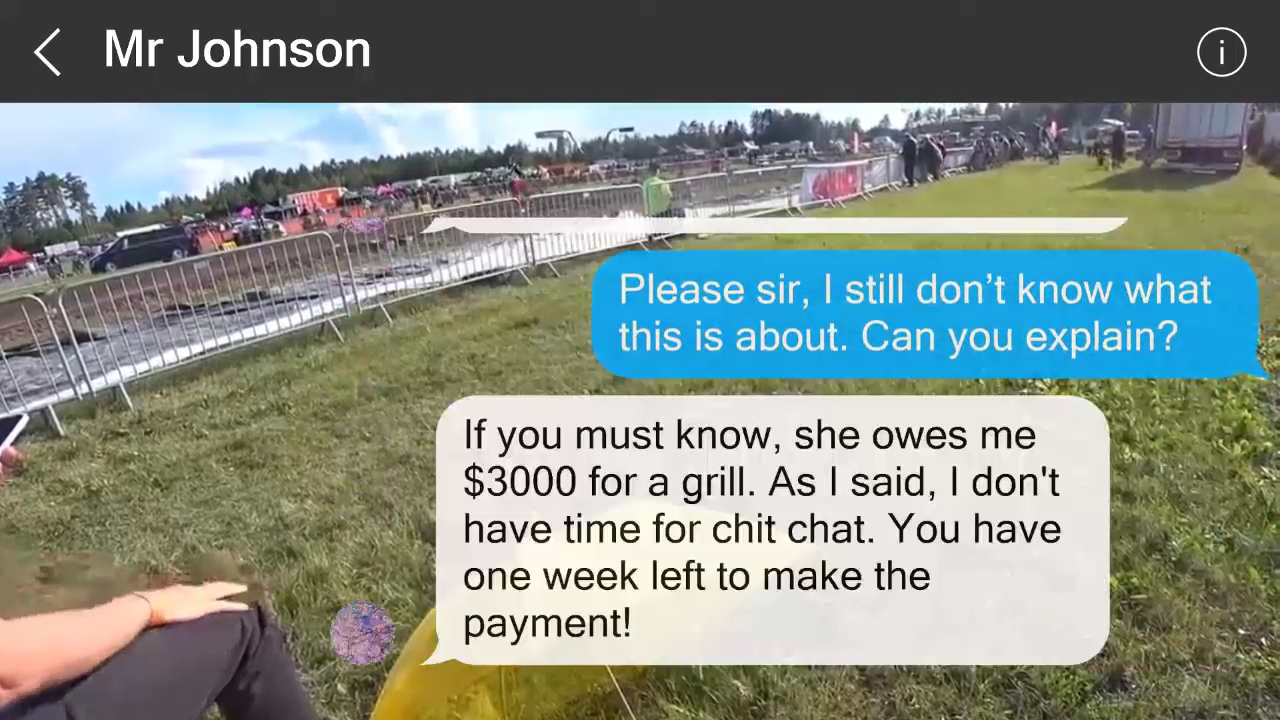 Mr Johnson
Please sir, I still don’t know what
this is about. Can you explain?
If you must know, she owes me
$3000 for a grill. As I said, I don't
have time for chit chat. You have
one week left to make the
payment!